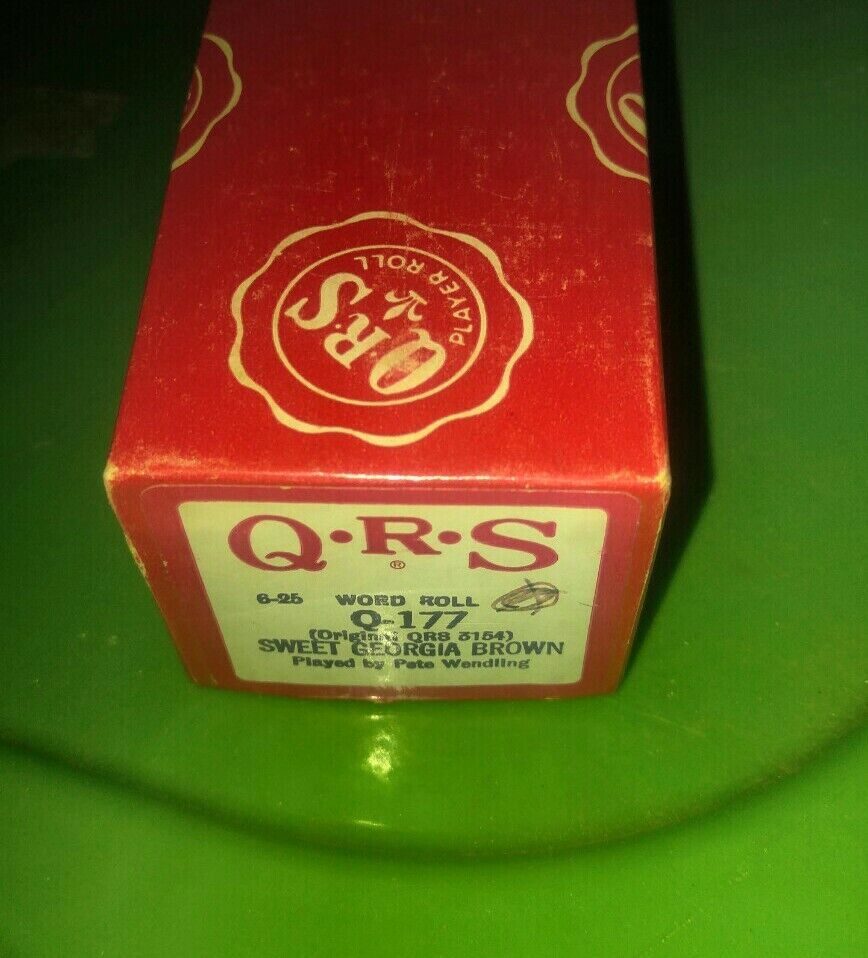 PLAYER ROLL
Q·R·S
Q·R·S
®
6-25 WORD ROLL
Q-177
(Original QRS 3154)
SWEET GEORGIA BROWN
Played by Pete Wendling